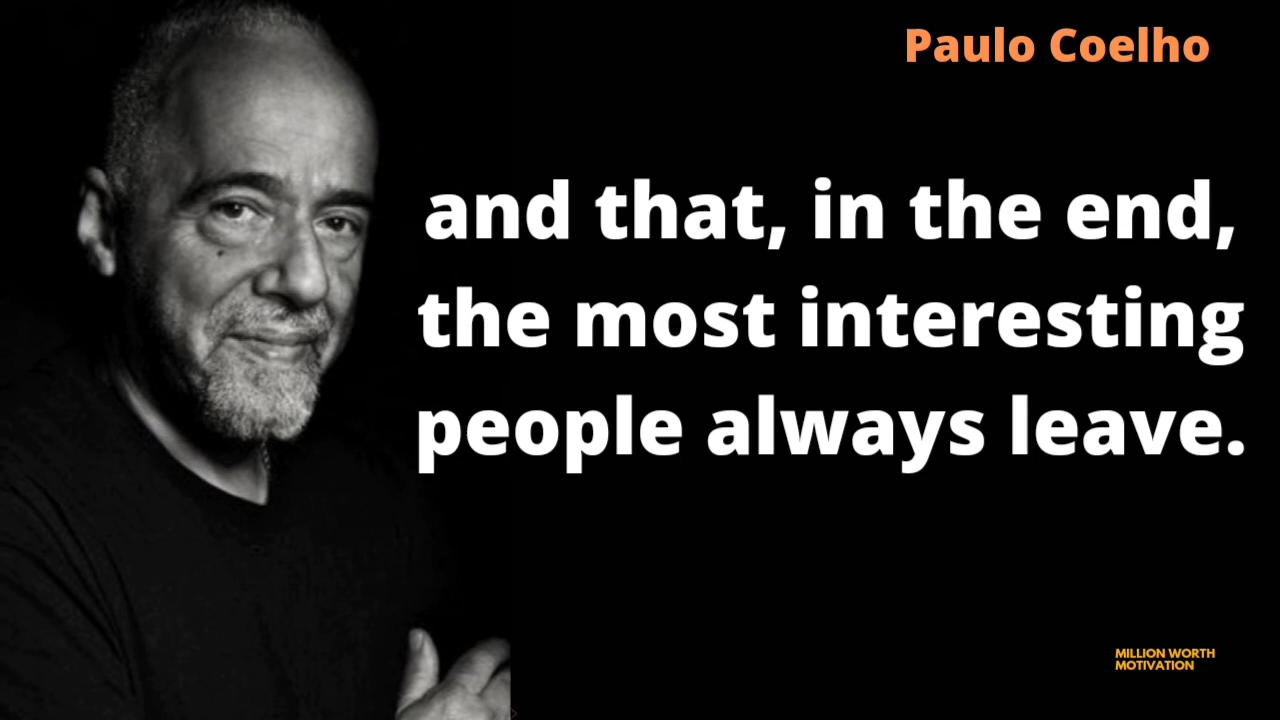 Paulo Coelho
and that, in the end,
the most interesting
people always leave.
MILLION WORTH
MOTIVATION